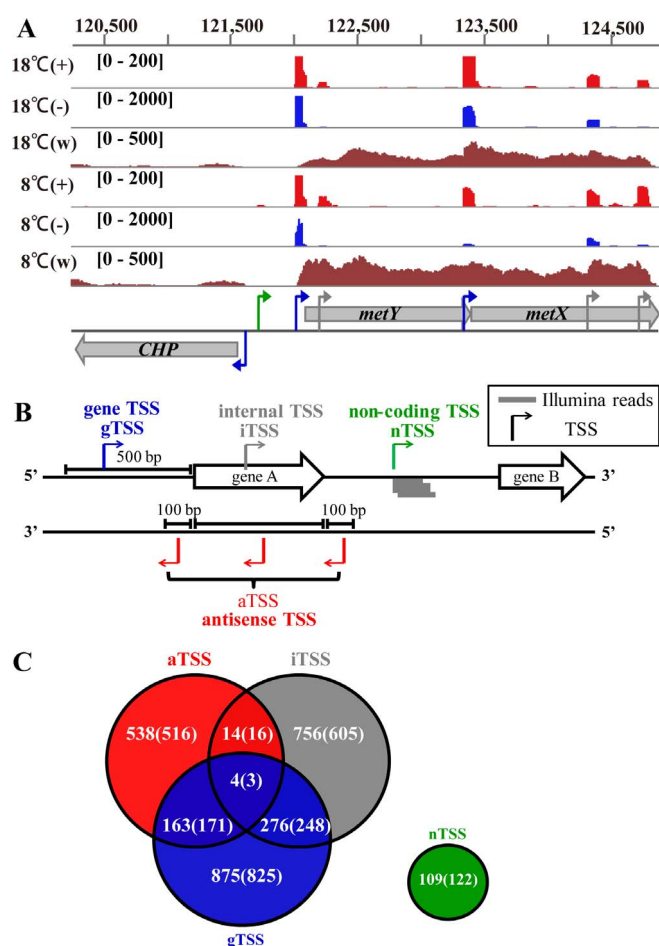 A
120,500 121,500 122,500 123,500 124,500
18℃(+) [0 - 200]
18℃(-) [0 - 2000]
18℃(w) [0 - 500]
8℃(+) [0 - 200]
8℃(-) [0 - 2000]
8℃(w) [0 - 500]
metY metX
CHP
B
gene TSS internal TSS non-coding TSS Illumina reads
gTSS iTSS nTSS TSS
500 bp
5' gene A gene B 3'
100 bp 100 bp
3' 5'
aTSS
antisense TSS
C
aTSS iTSS
538(516) 14(16) 756(605)
4(3)
163(171) 276(248)
875(825)
nTSS
109(122)
gTSS